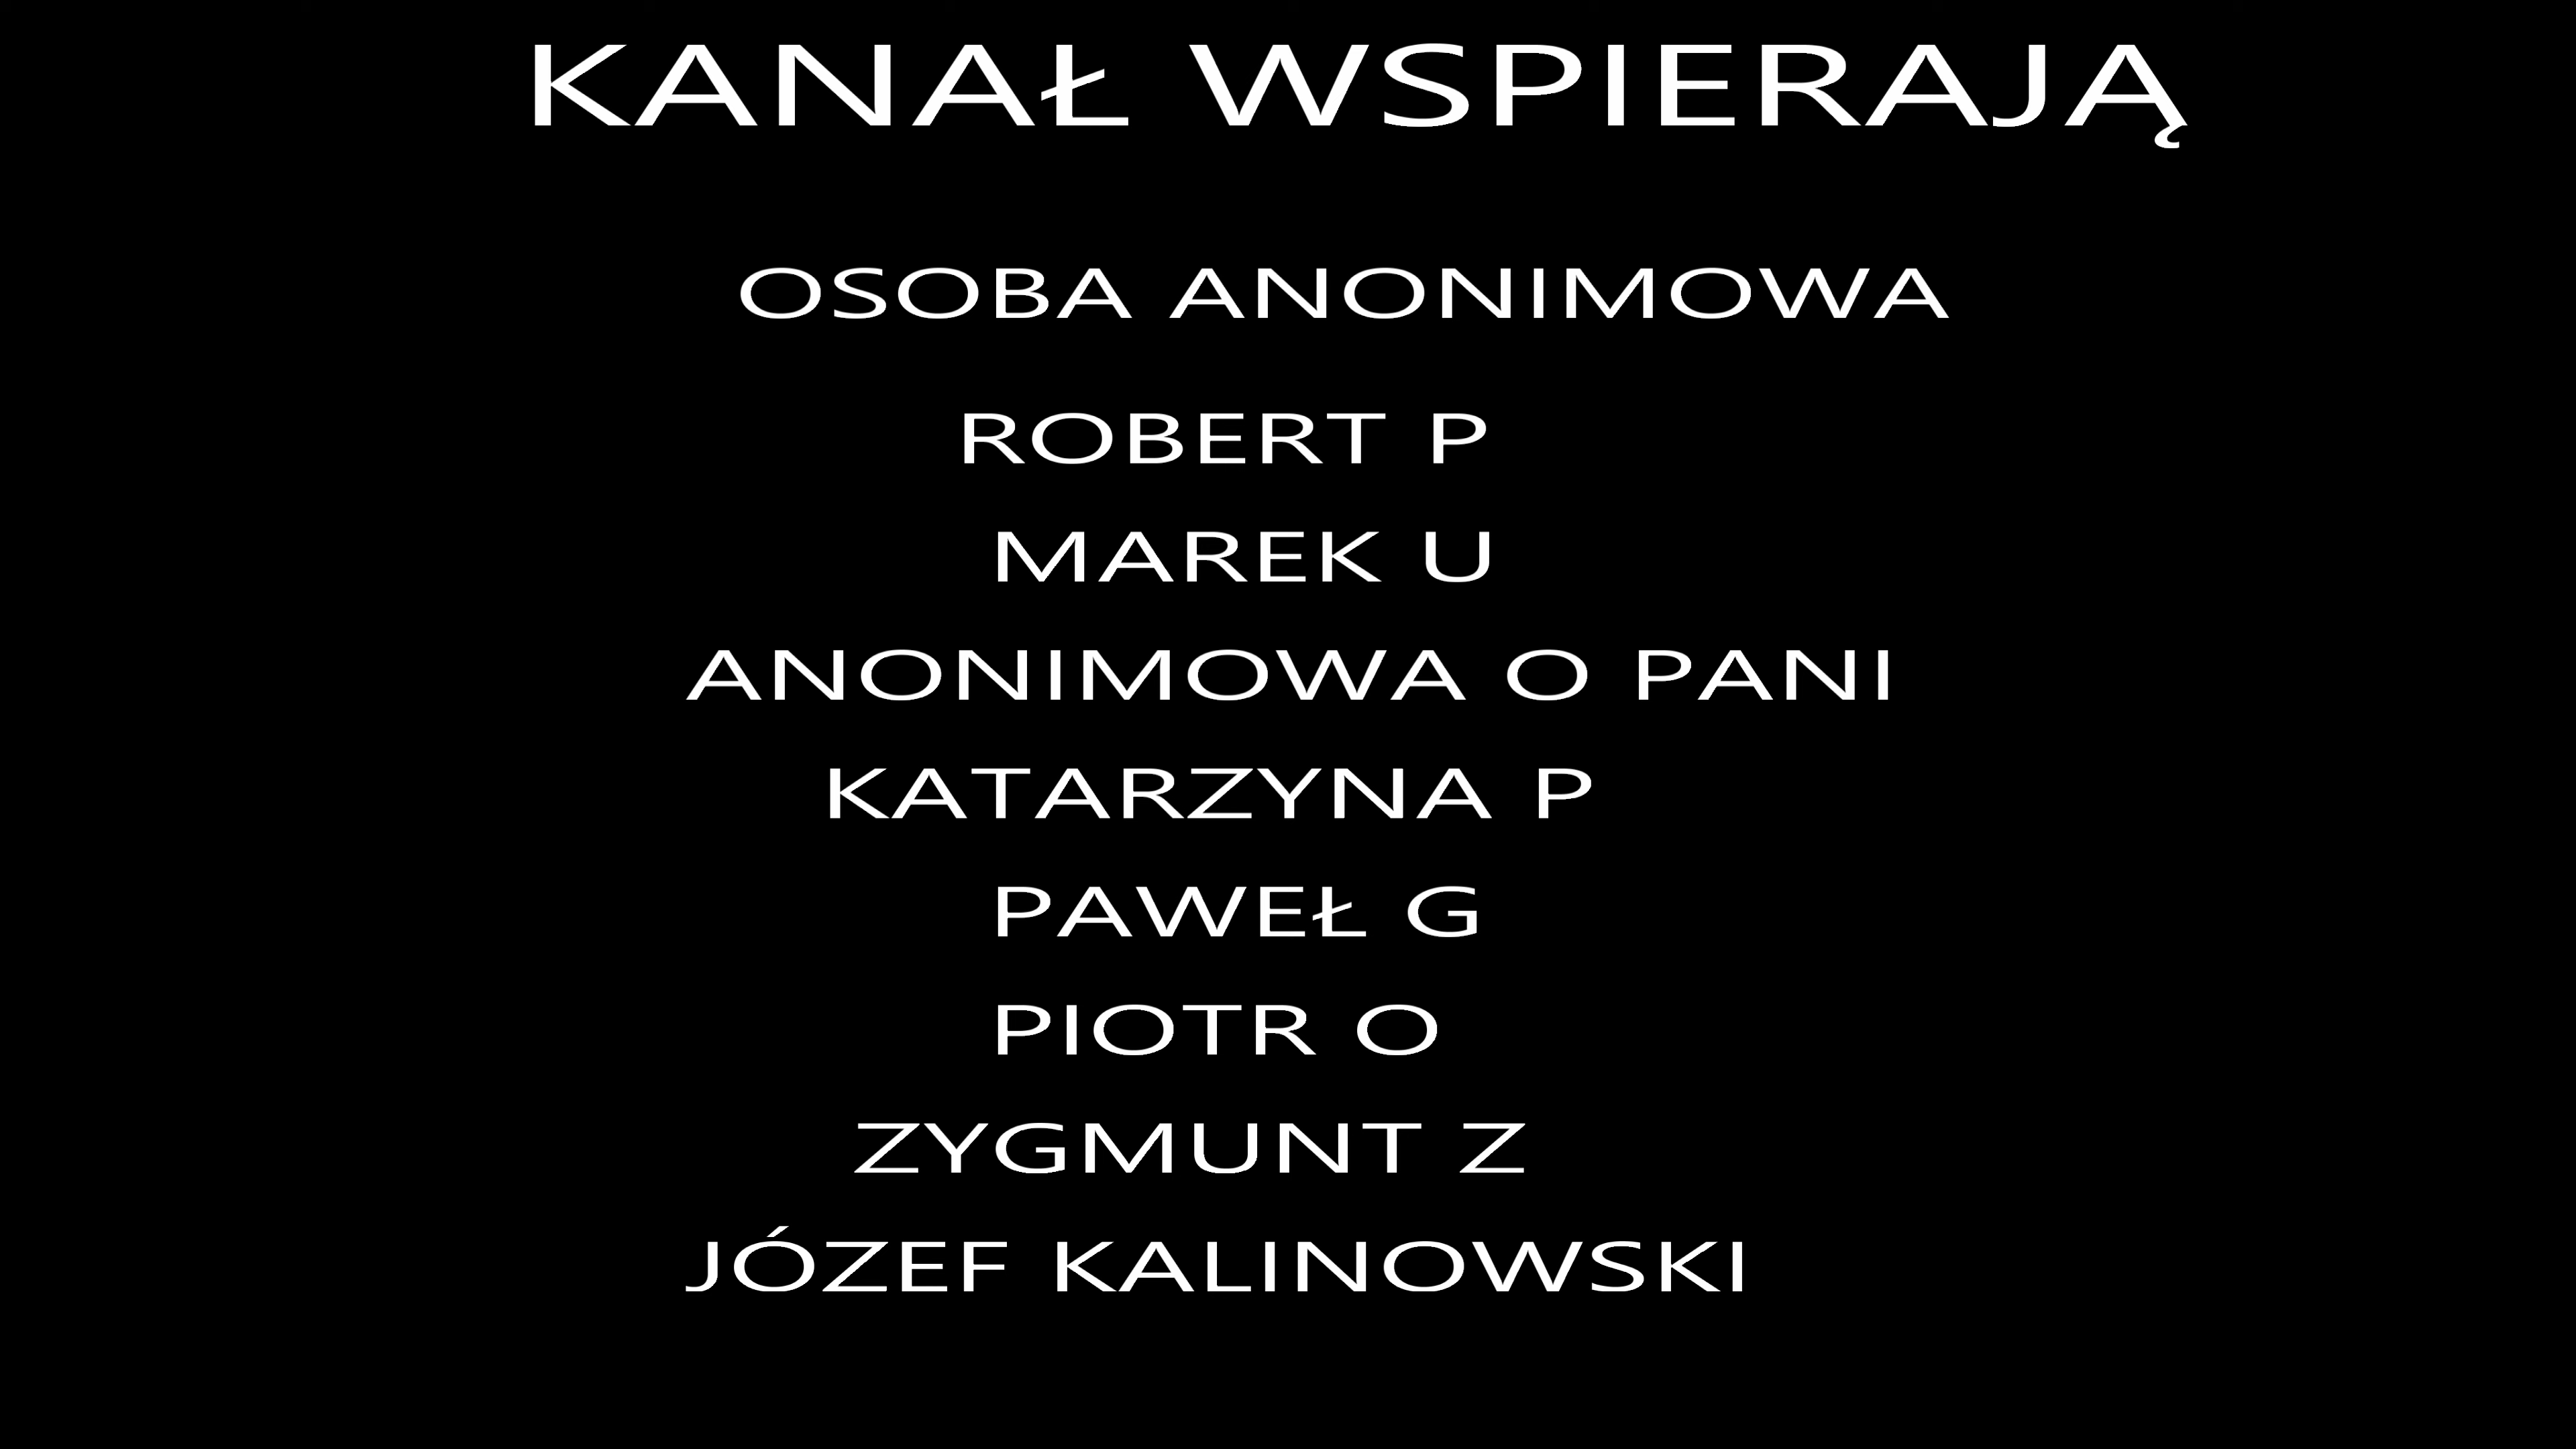 KANAŁ WSPIERAJĄ
OSOBA ANONIMOWA
ROBERT P
MAREK U
ANONIMOWA O PANI
KATARZYNA P
PAWEŁ G
PIOTR O
ZYGMUNT Z
JÓZEF KALINOWSKI